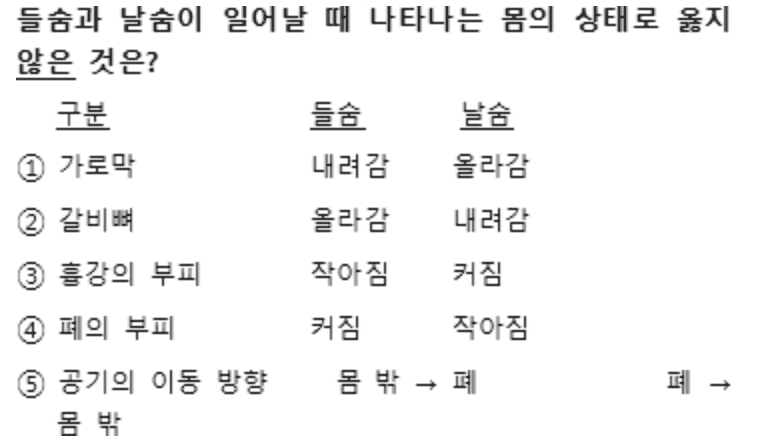 들숨과 날숨이 일어날 때 나타나는 몸의 상태로 옳지
않은 것은?
구분 들숨 날숨
① 가로막 내려감 올라감
② 갈비뼈 올라감 내려감
③ 흉강의 부피 작아짐 커짐
④ 폐의 부피 커짐 작아짐
⑤ 공기의 이동 방향 몸 밖 → 폐 폐 →
몸 밖